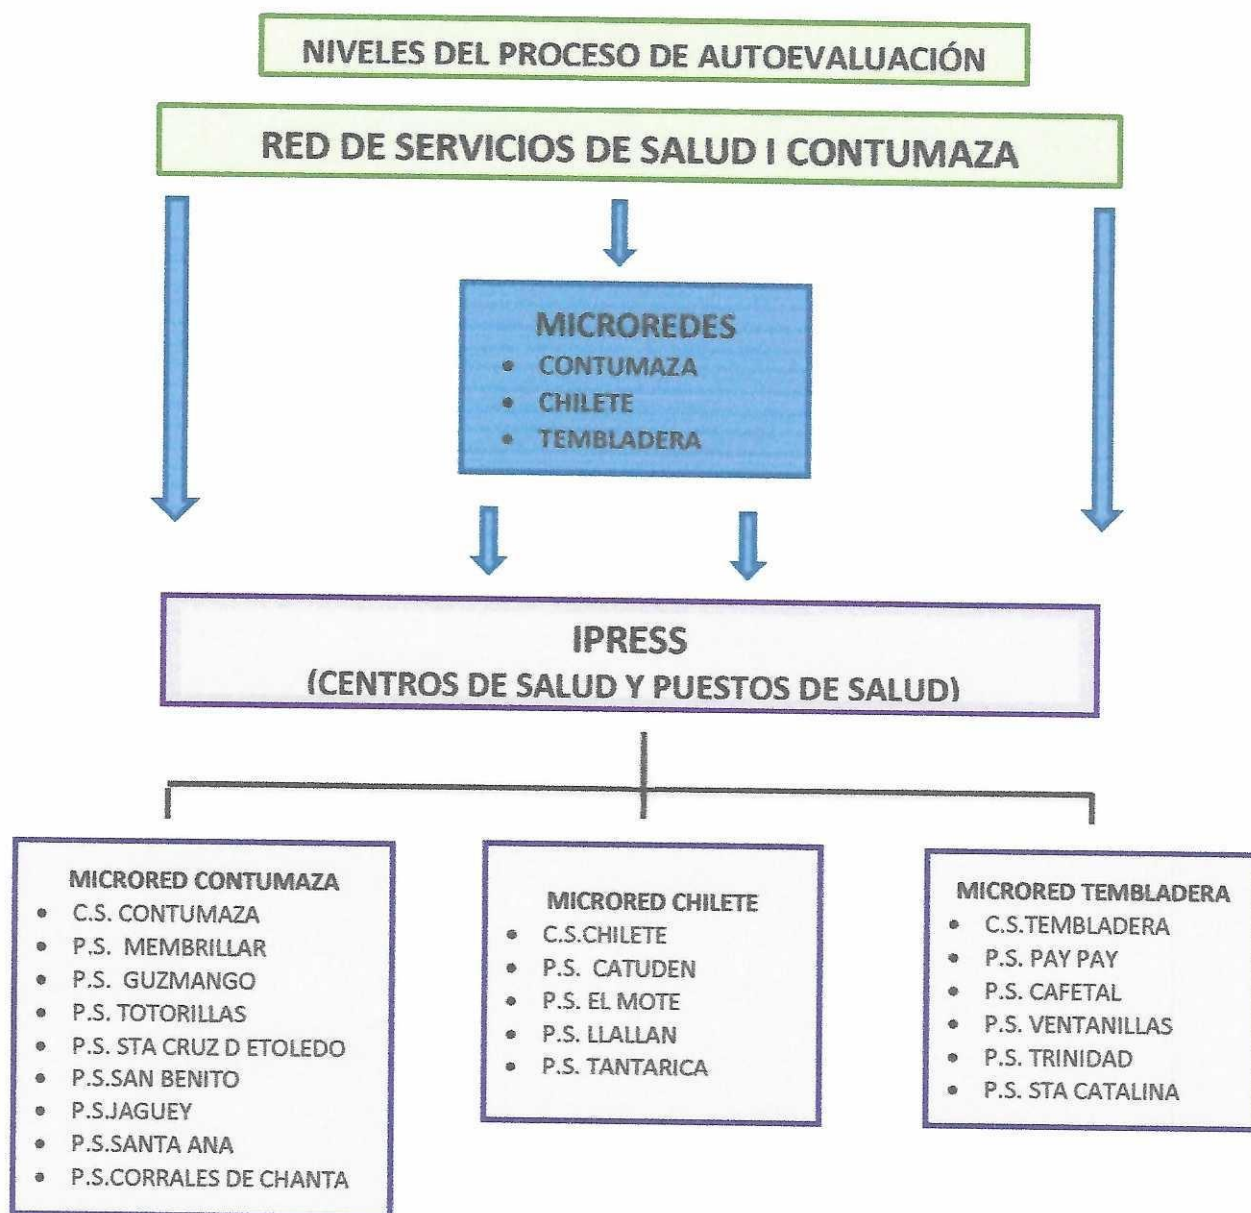 NIVELES DEL PROCESO DE AUTOEVALUACIÓN
RED DE SERVICIOS DE SALUD I CONTUMAZA
MICROREDES
• CONTUMAZA
• CHILETE
• TEMBLADERA
IPRESS
(CENTROS DE SALUD Y PUESTOS DE SALUD)
MICRORED CONTUMAZA
• C.S. CONTUMAZA
• P.S. MEMBRILLAR
• P.S. GUZMANGO
• P.S. TOTORILLAS
• P.S. STA CRUZ D ETOLEDO
• P.S.SAN BENITO
• P.S.JAGUEY
• P.S.SANTA ANA
• P.S.CORRALES DE CHANTA
MICRORED CHILETE
• C.S.CHILETE
• P.S. CATUDEN
• P.S. EL MOTE
• P.S. LLALLAN
• P.S. TANTARICA
MICRORED TEMBLADERA
• C.S.TEMBLADERA
• P.S. PAY PAY
• P.S. CAFETAL
• P.S. VENTANILLAS
• P.S. TRINIDAD
• P.S. STA CATALINA